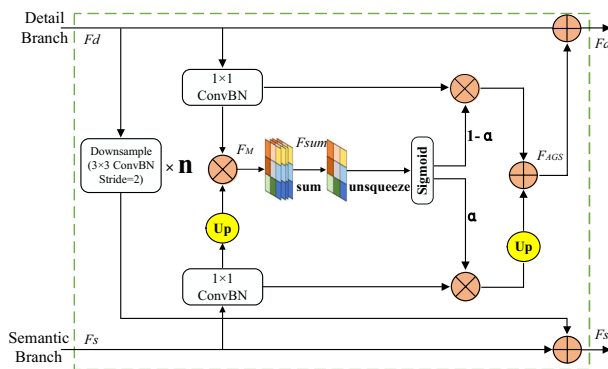 Detail
Branch
Fd
Fd
1×1
ConvBN
1- α
Downsample
(3×3 ConvBN
Stride=2)
× n
FM
Fsum
sum
unsqueeze
Sigmoid
FAGS
α
Up
Up
1×1
ConvBN
Semantic
Branch
Fs
Fs